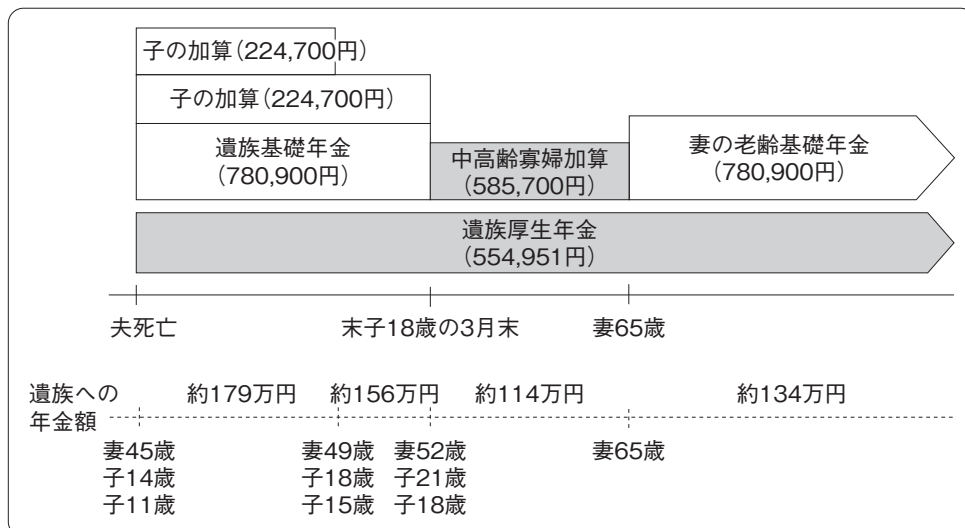 子の加算（224,700円）
子の加算（224,700円）
遺族基礎年金
（780,900円）
中高齢寡婦加算
（585,700円）
妻の老齢基礎年金
（780,900円）
遺族厚生年金
（554,951円）
夫死亡
末子18歳の3月末
妻65歳
遺族への
年金額
約179万円
約156万円
約114万円
約134万円
妻45歳
子14歳
子11歳
妻49歳
子18歳
子15歳
妻52歳
子21歳
子18歳
妻65歳